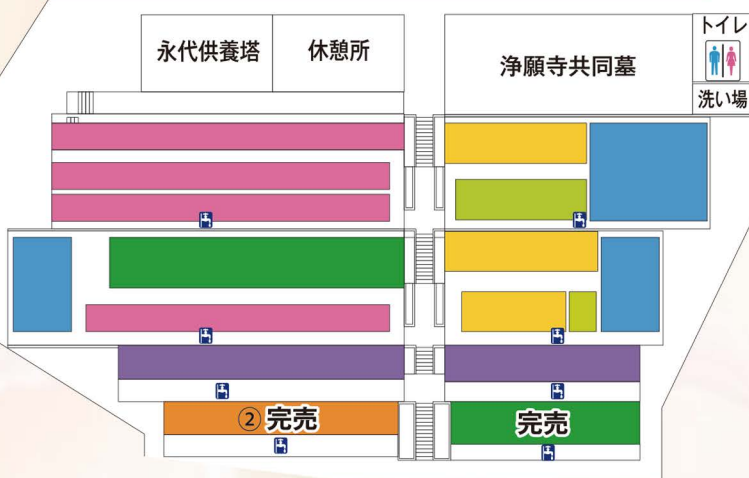 永代供養塔
休憩所
浄願寺共同墓
トイレ
洗い場
② 完売
完売